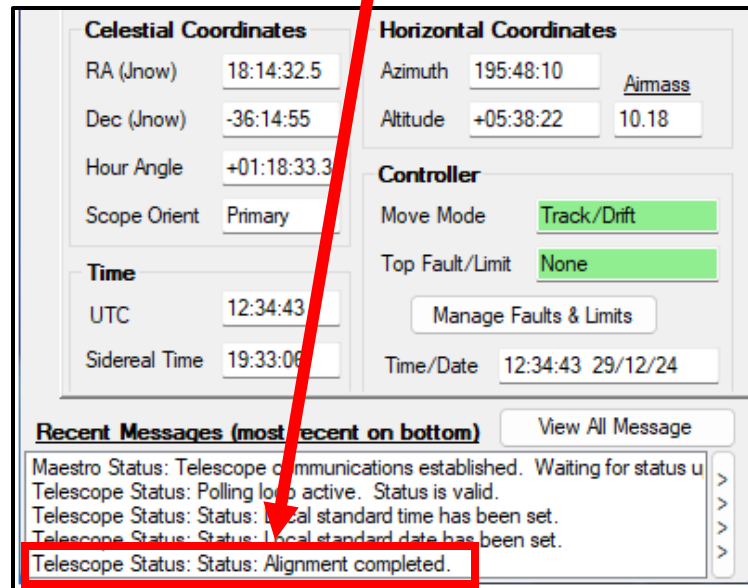 Celestial Coordinates
RA (Jnow) 18:14:32.5
Dec (Jnow) -36:14:55
Hour Angle +01:18:33.3
Scope Orient Primary
Time
UTC 12:34:43
Sidereal Time 19:33:06
Horizontal Coordinates
Azimuth 195:48:10
Airmass
Altitude +05:38:22 10.18
Controller
Move Mode Track/Drift
Top Fault/Limit None
Manage Faults & Limits
Time/Date 12:34:43 29/12/24
Recent Messages (most recent on bottom) View All Message
Maestro Status: Telescope communications established. Waiting for status u
Telescope Status: Polling loop active. Status is valid.
Telescope Status: Status: Local standard time has been set.
Telescope Status: Status: Local standard date has been set.
Telescope Status: Status: Alignment completed.
>
>
>
>